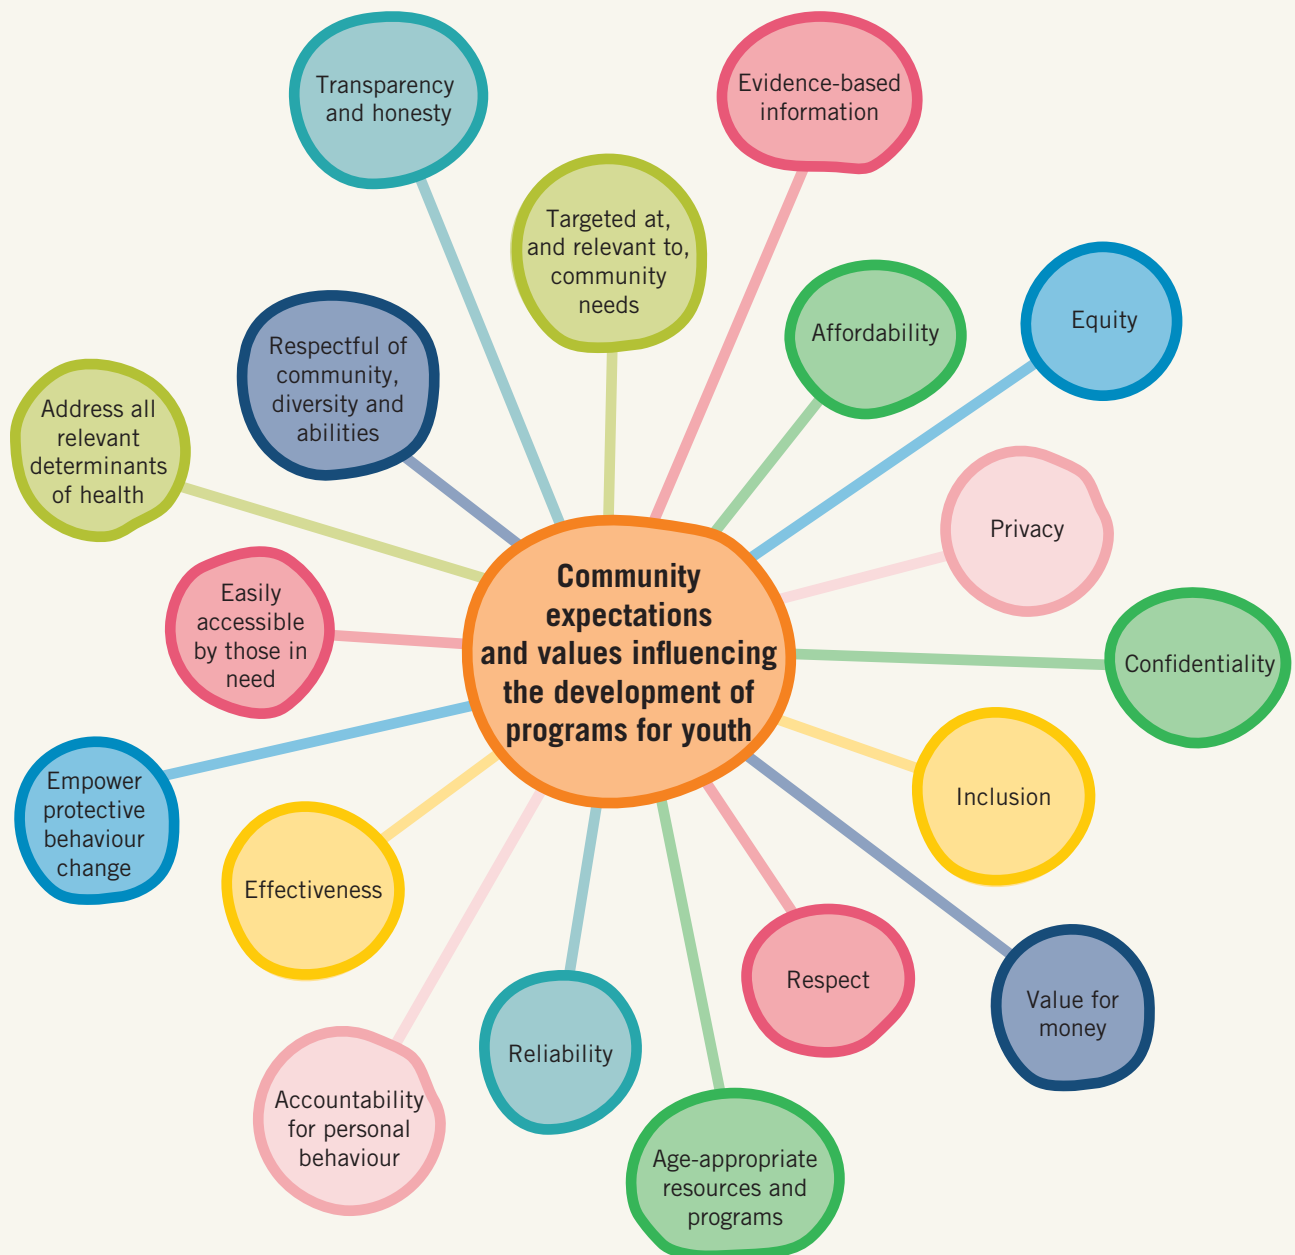 Transparency
and honesty
Evidence-based
information
Targeted at,
and relevant to,
community
needs
Affordability
Equity
Respectful of
community,
diversity and
abilities
Address all
relevant
determinants
of health
Privacy
Easily
accessible
by those in
need
Community
expectations
and values influencing
the development of
programs for youth
Confidentiality
Empower
protective
behaviour
change
Inclusion
Effectiveness
Respect
Value for
money
Reliability
Accountability
for personal
behaviour
Age-appropriate
resources and
programs